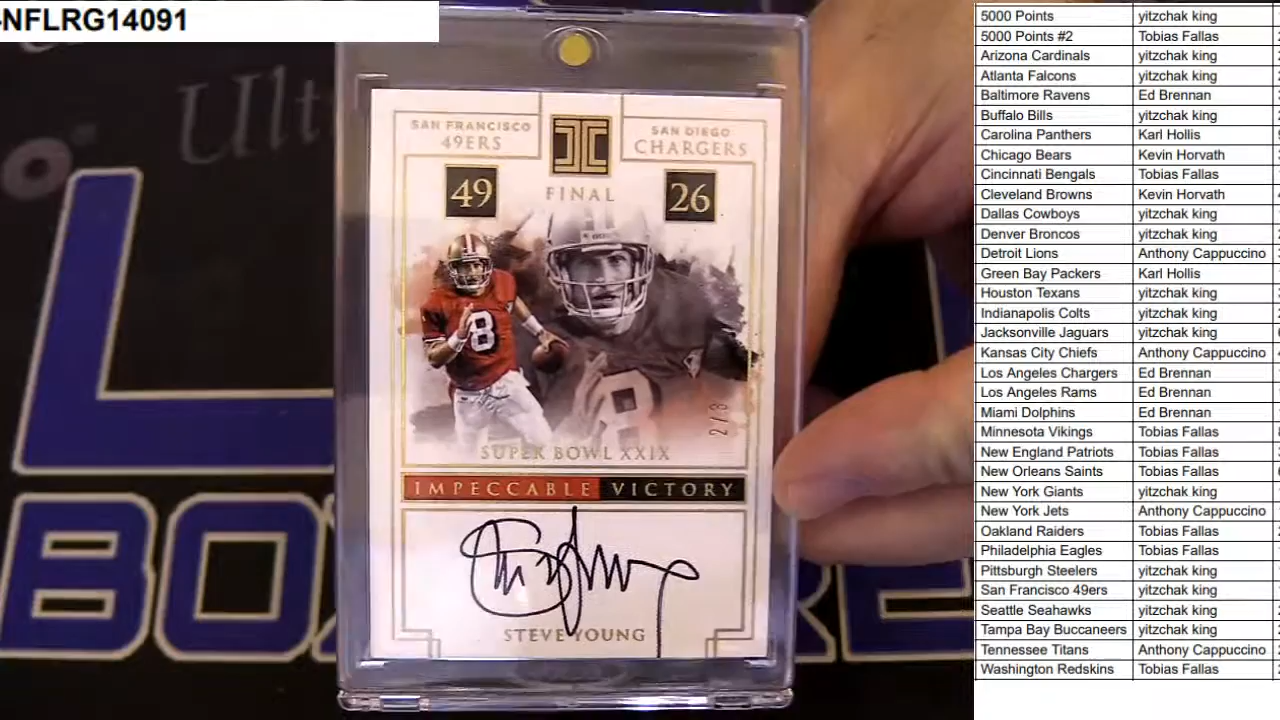 -NFLRG14091
Ult
BO
RE
SAN FRANCISCO
49ERS
SAN DIEGO
CHARGERS
49
FINAL
26
8
8
2/3
SUPER BOWL XXIX
IMPECCABLE VICTORY
STEVE YOUNG
5000 Points yitzchak king
5000 Points #2 Tobias Fallas
Arizona Cardinals yitzchak king
Atlanta Falcons yitzchak king
Baltimore Ravens Ed Brennan
Buffalo Bills yitzchak king
Carolina Panthers Karl Hollis
Chicago Bears Kevin Horvath
Cincinnati Bengals Tobias Fallas
Cleveland Browns Kevin Horvath
Dallas Cowboys yitzchak king
Denver Broncos yitzchak king
Detroit Lions Anthony Cappuccino
Green Bay Packers Karl Hollis
Houston Texans yitzchak king
Indianapolis Colts yitzchak king
Jacksonville Jaguars yitzchak king
Kansas City Chiefs Anthony Cappuccino
Los Angeles Chargers Ed Brennan
Los Angeles Rams Ed Brennan
Miami Dolphins Ed Brennan
Minnesota Vikings Tobias Fallas
New England Patriots Tobias Fallas
New Orleans Saints Tobias Fallas
New York Giants yitzchak king
New York Jets Anthony Cappuccino
Oakland Raiders Tobias Fallas
Philadelphia Eagles Tobias Fallas
Pittsburgh Steelers yitzchak king
San Francisco 49ers yitzchak king
Seattle Seahawks yitzchak king
Tampa Bay Buccaneers yitzchak king
Tennessee Titans Anthony Cappuccino
Washington Redskins Tobias Fallas